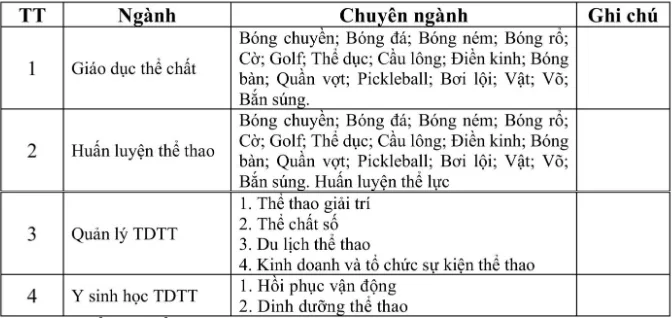 TT Ngành Chuyên ngành Ghi chú
1 Giáo dục thể chất
Bóng chuyền; Bóng đá; Bóng ném; Bóng rổ;
Cờ; Golf; Thể dục; Cầu lông; Điền kinh; Bóng
bàn; Quần vợt; Pickleball; Bơi lội; Vật; Võ;
Bắn súng.
2 Huấn luyện thể thao
Bóng chuyền; Bóng đá; Bóng ném; Bóng rổ;
Cờ; Golf; Thể dục; Cầu lông; Điền kinh; Bóng
bàn; Quần vợt; Pickleball; Bơi lội; Vật; Võ;
Bắn súng. Huấn luyện thể lực
3 Quản lý TDTT
1. Thể thao giải trí
2. Thể chất số
3. Du lịch thể thao
4. Kinh doanh và tổ chức sự kiện thể thao
4 Y sinh học TDTT
1. Hồi phục vận động
2. Dinh dưỡng thể thao